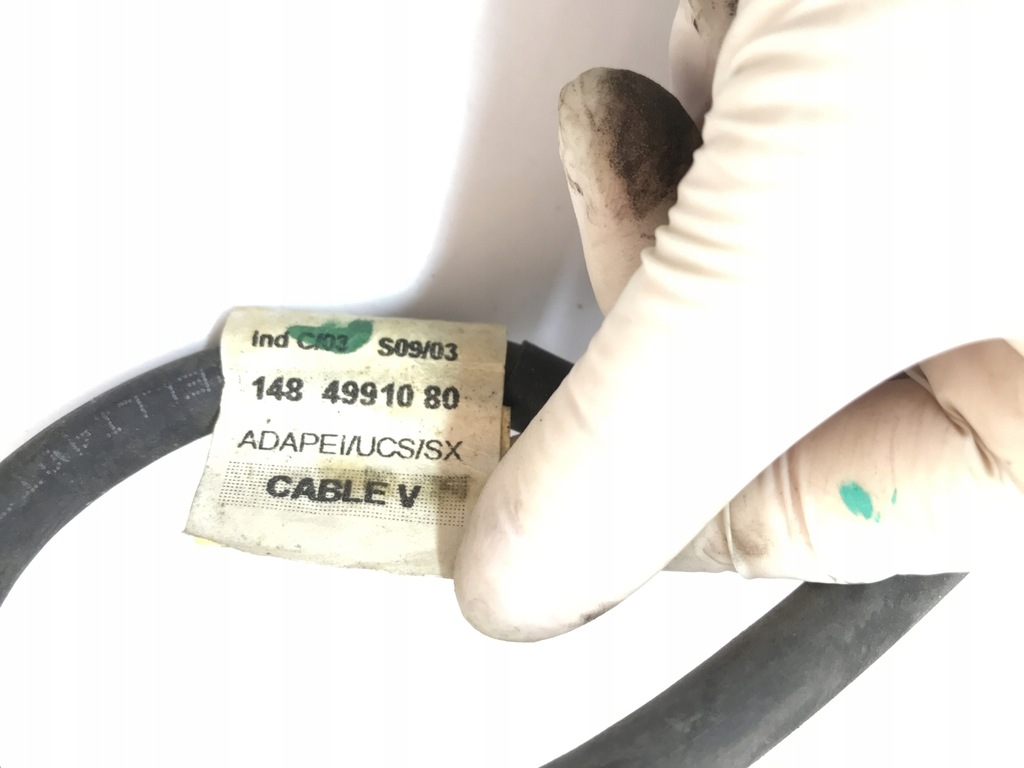 Ind C/03 S09/03
148 49910 80
ADAPEI/UCS/SX
CABLE V